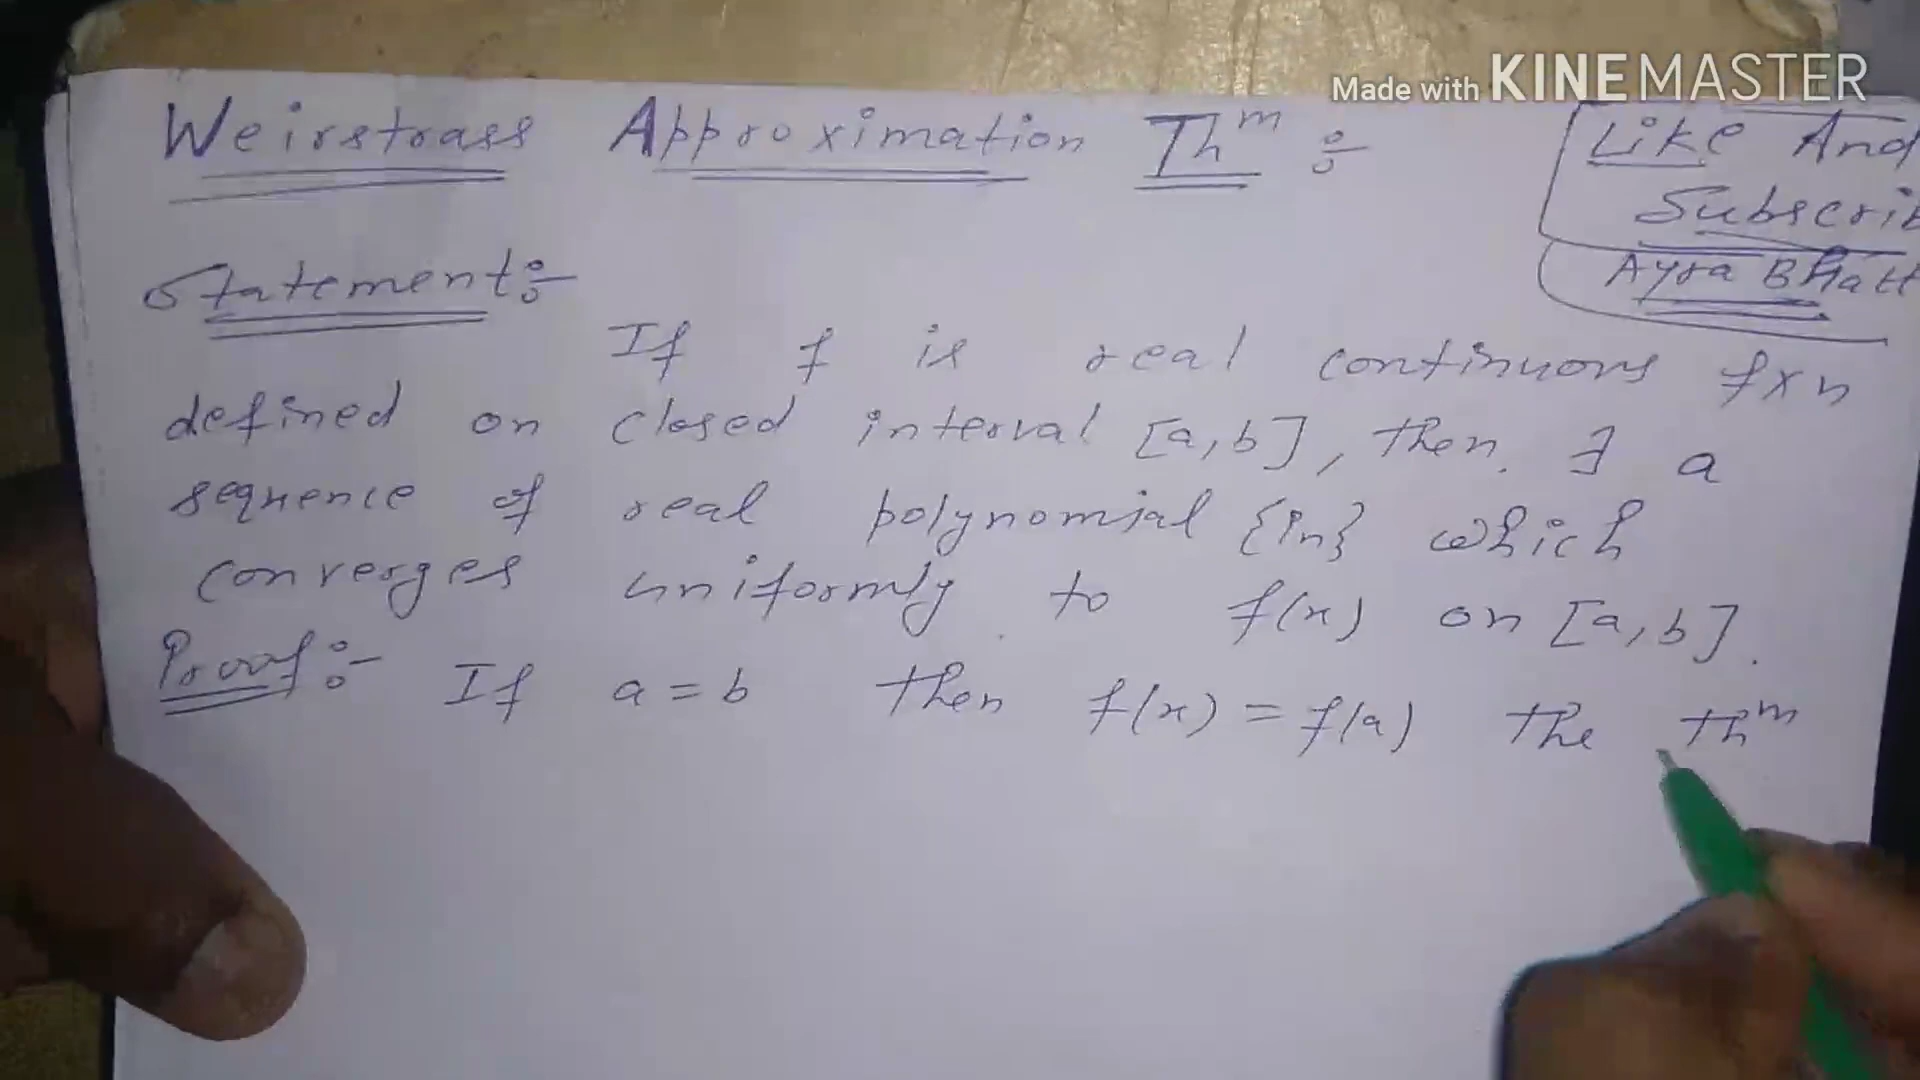 Made with KINEMASTER
Weirstrass Approximation Thm :-
Like And
Subscrib
Ayra Bhatt
Statement :-
If f is real continuous fxn
defined on closed interval [a,b], then ∃ a
sequence of real polynomial {Pn} which
converges uniformly to f(x) on [a,b].
Proof :- If a = b then f(x) = f(a) the thm